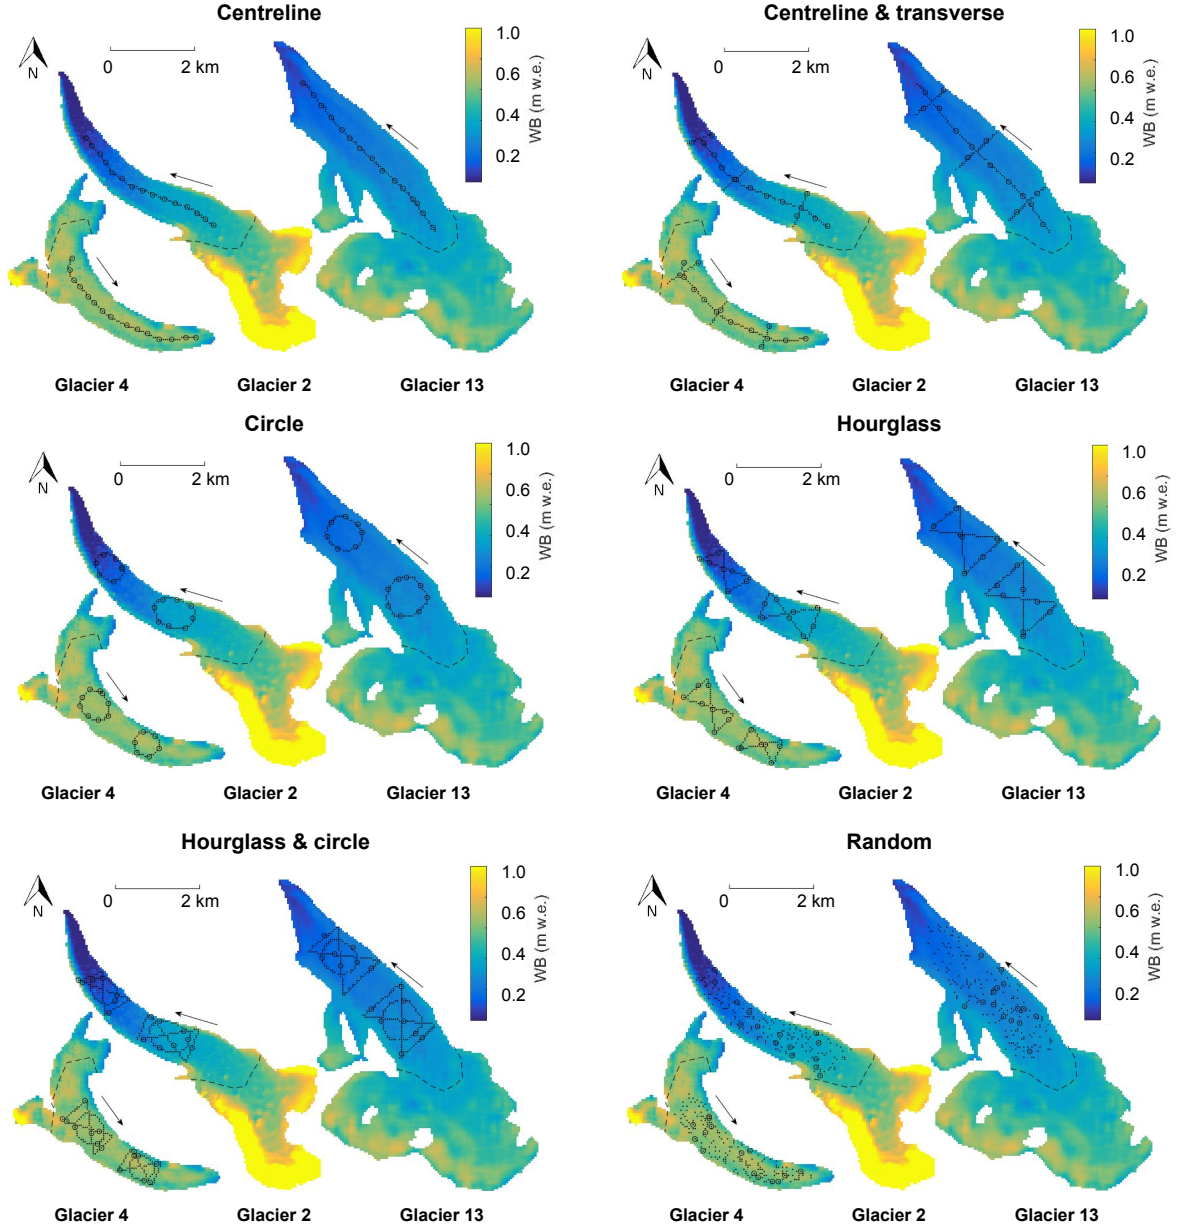 Centreline
Centreline & transverse
N
0 2 km
1.0
0.6
0.4
0.2
WB (m w.e.)
N
0 2 km
1.0
0.6
0.4
0.2
WB (m w.e.)
Glacier 4 Glacier 2 Glacier 13
Glacier 4 Glacier 2 Glacier 13
Circle
Hourglass
N
0 2 km
1.0
0.6
0.4
0.2
WB (m w.e.)
N
0 2 km
1.0
0.6
0.4
0.2
WB (m w.e.)
Glacier 4 Glacier 2 Glacier 13
Glacier 4 Glacier 2 Glacier 13
Hourglass & circle
Random
N
0 2 km
1.0
0.6
0.4
0.2
WB (m w.e.)
N
0 2 km
1.0
0.6
0.4
0.2
WB (m w.e.)
Glacier 4 Glacier 2 Glacier 13
Glacier 4 Glacier 2 Glacier 13